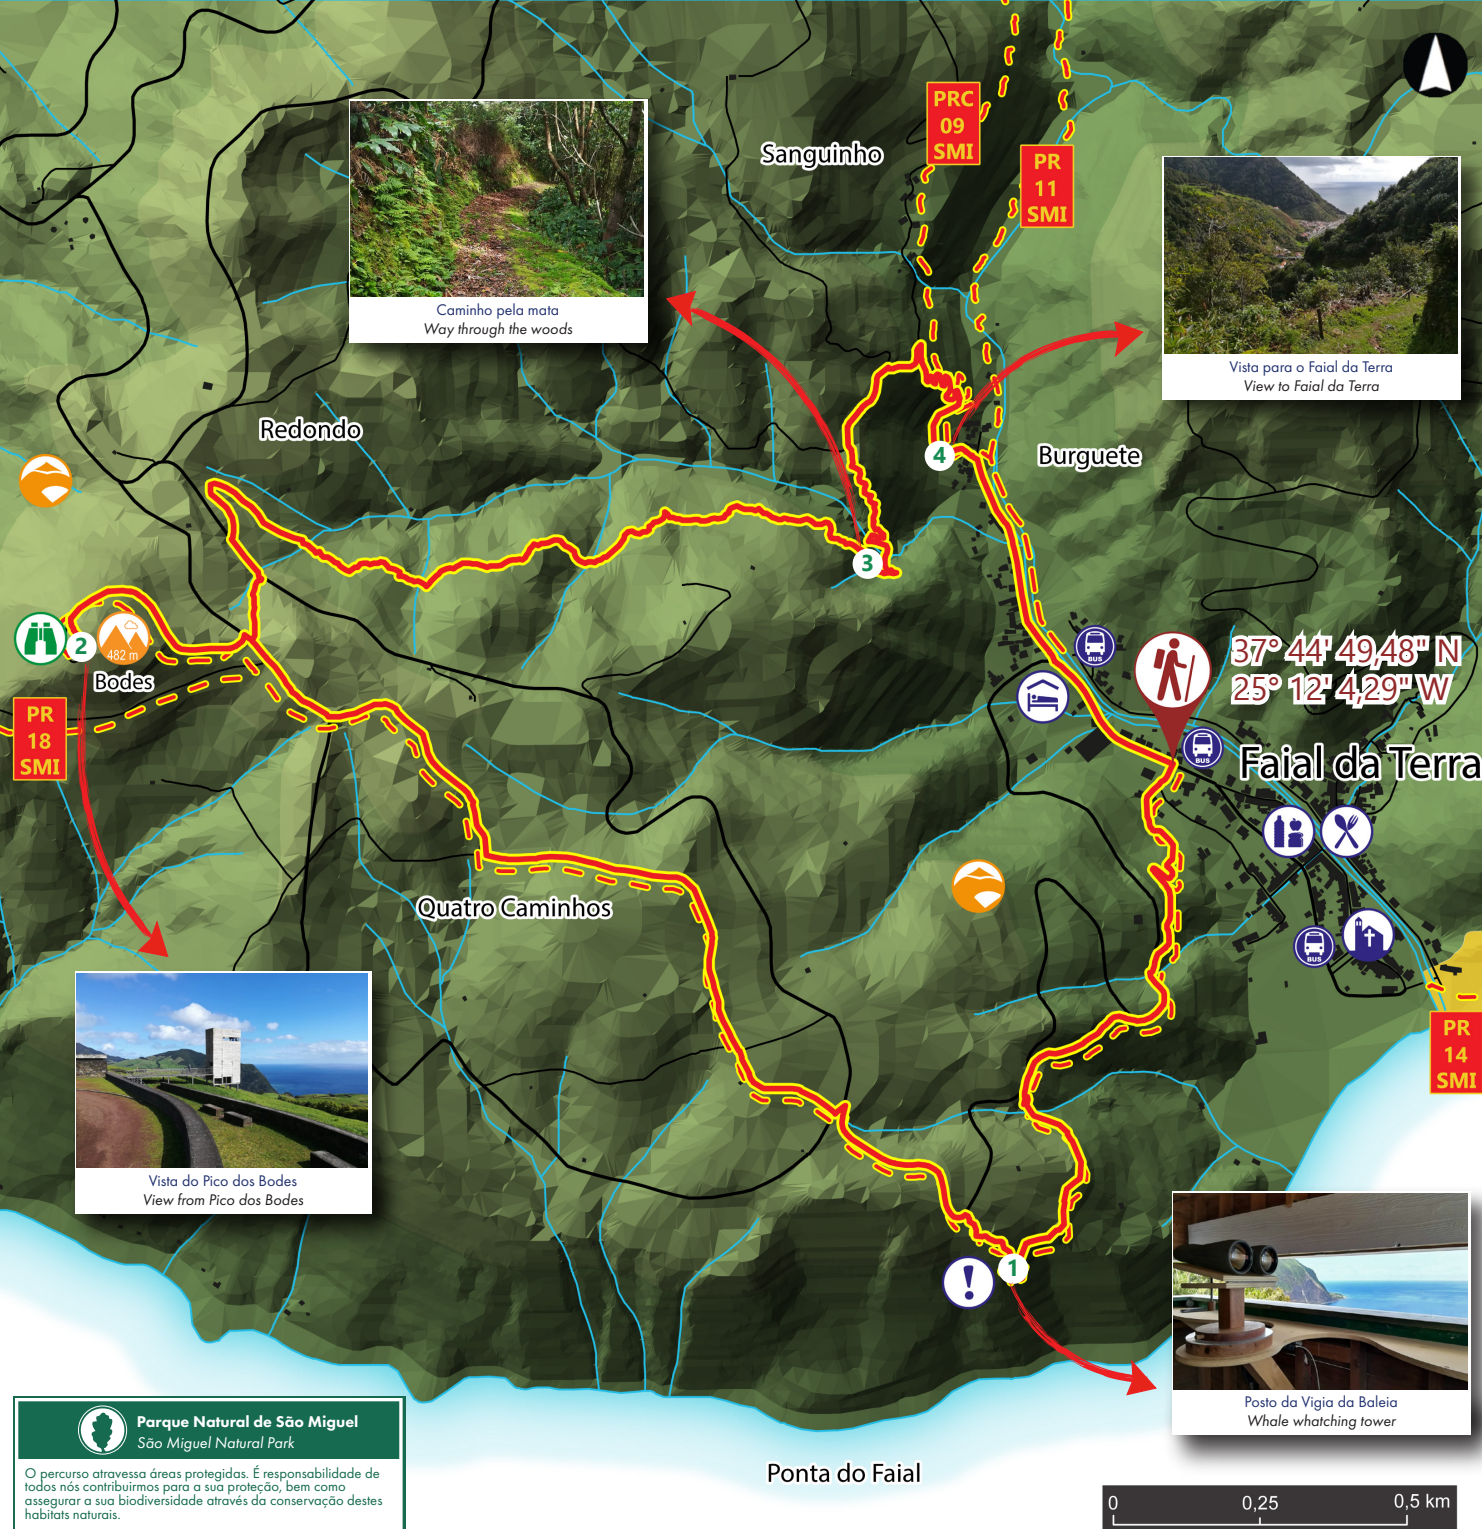 PRC
09
SMI
Sanguinho
PR
11
SMI
Caminho pela mata
Way through the woods
Vista para o Faial da Terra
View to Faial da Terra
Redondo
4
Burguete
3
2
482 m
Bodes
BUS
37° 44' 49,48" N
25° 12' 4,29" W
PR
18
SMI
BUS
Faial da Terra
Quatro Caminhos
BUS
PR
14
SMI
Vista do Pico dos Bodes
View from Pico dos Bodes
!
1
Posto da Vigia da Baleia
Whale whatching tower
Parque Natural de São Miguel
São Miguel Natural Park
O percurso atravessa áreas protegidas. É responsabilidade de
todos nós contribuirmos para a sua proteção, bem como
assegurar a sua biodiversidade através da conservação destes
habitats naturais.
Ponta do Faial
0 0,25 0,5 km